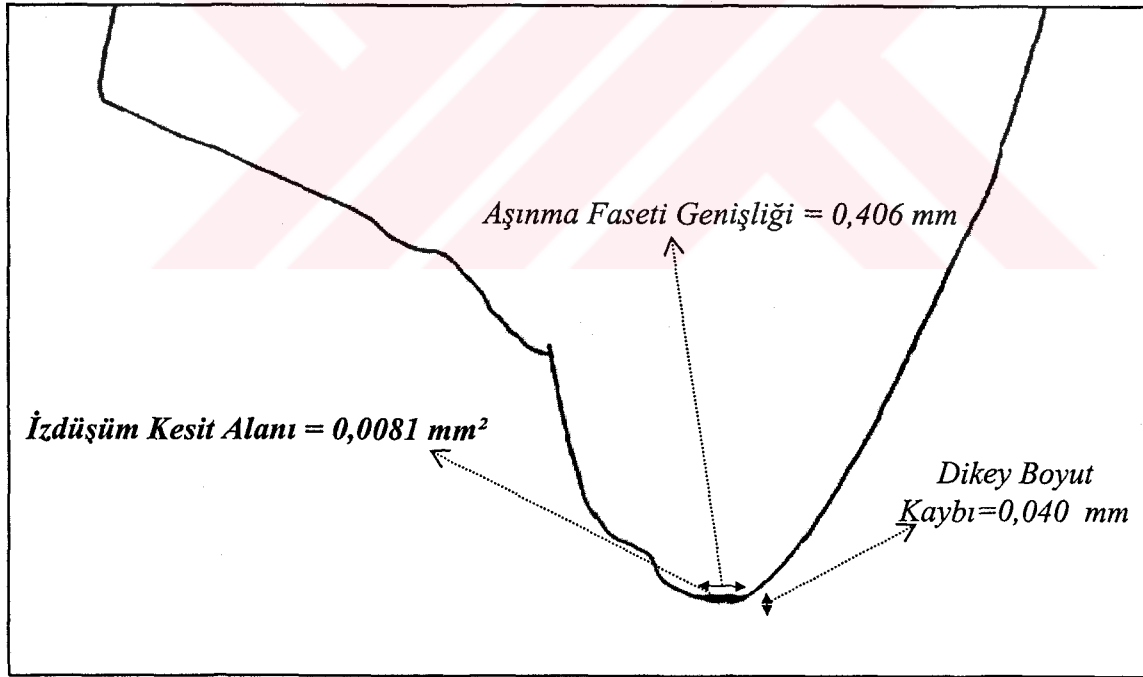 Aşınma Faseti Genişliği = 0,406 mm
İzdüşüm Kesit Alanı = 0,0081 mm²
Dikey Boyut
Kaybı=0,040 mm